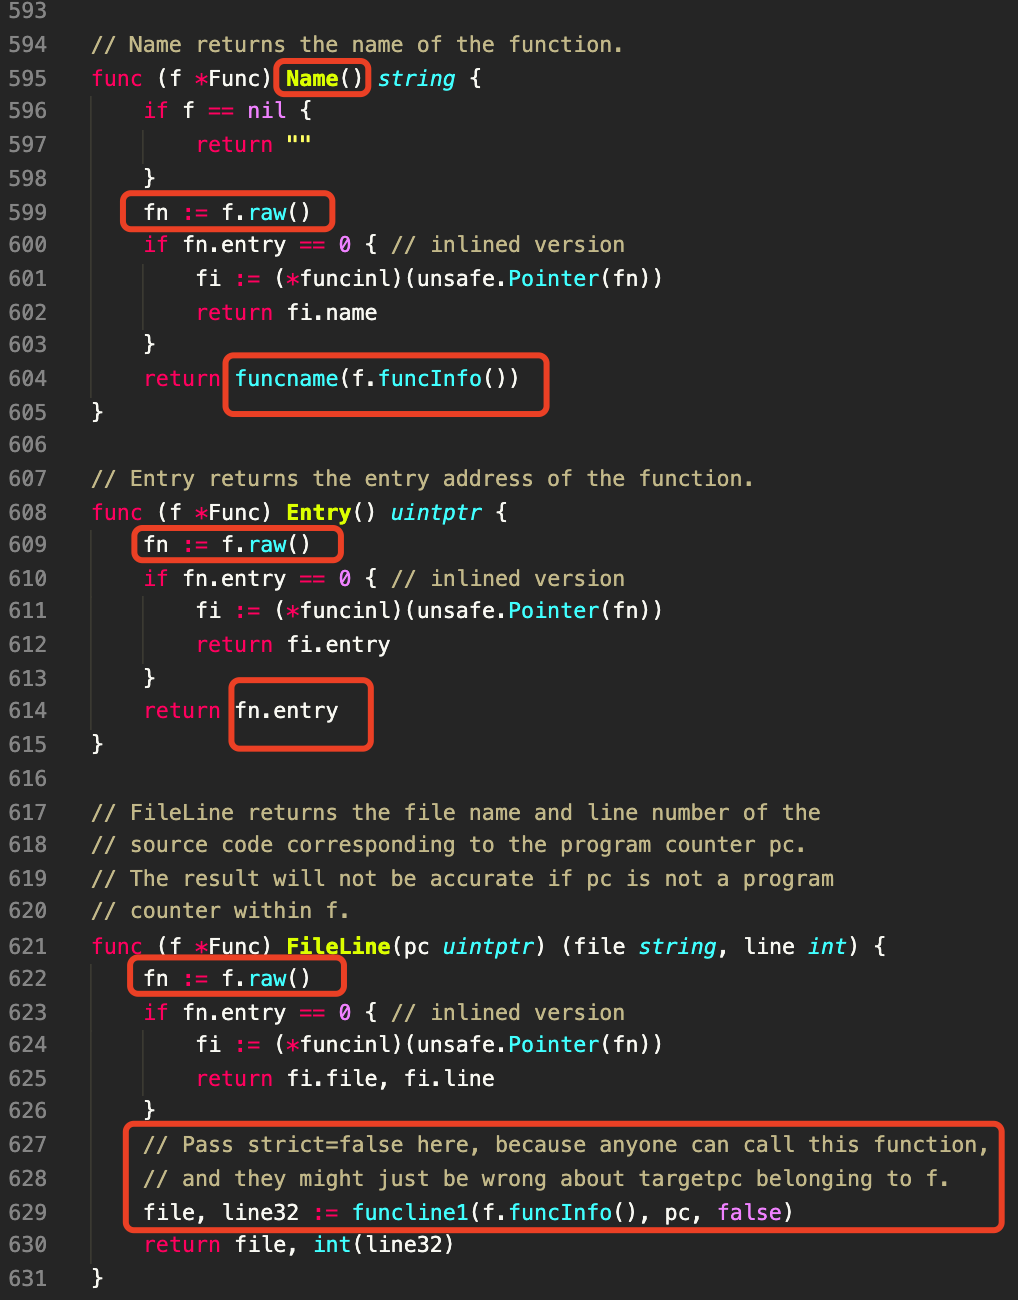 593
594 // Name returns the name of the function.
595 func (f *Func) Name() string {
596 if f == nil {
597 return ""
598 }
599 fn := f.raw()
600 if fn.entry == 0 { // inlined version
601 fi := (*funcinl)(unsafe.Pointer(fn))
602 return fi.name
603 }
604 return funcname(f.funcInfo())
605 }
606
607 // Entry returns the entry address of the function.
608 func (f *Func) Entry() uintptr {
609 fn := f.raw()
610 if fn.entry == 0 { // inlined version
611 fi := (*funcinl)(unsafe.Pointer(fn))
612 return fi.entry
613 }
614 return fn.entry
615 }
616
617 // FileLine returns the file name and line number of the
618 // source code corresponding to the program counter pc.
619 // The result will not be accurate if pc is not a program
620 // counter within f.
621 func (f *Func) FileLine(pc uintptr) (file string, line int) {
622 fn := f.raw()
623 if fn.entry == 0 { // inlined version
624 fi := (*funcinl)(unsafe.Pointer(fn))
625 return fi.file, fi.line
626 }
627 // Pass strict=false here, because anyone can call this function,
628 // and they might just be wrong about targetpc belonging to f.
629 file, line32 := funcline1(f.funcInfo(), pc, false)
630 return file, int(line32)
631 }